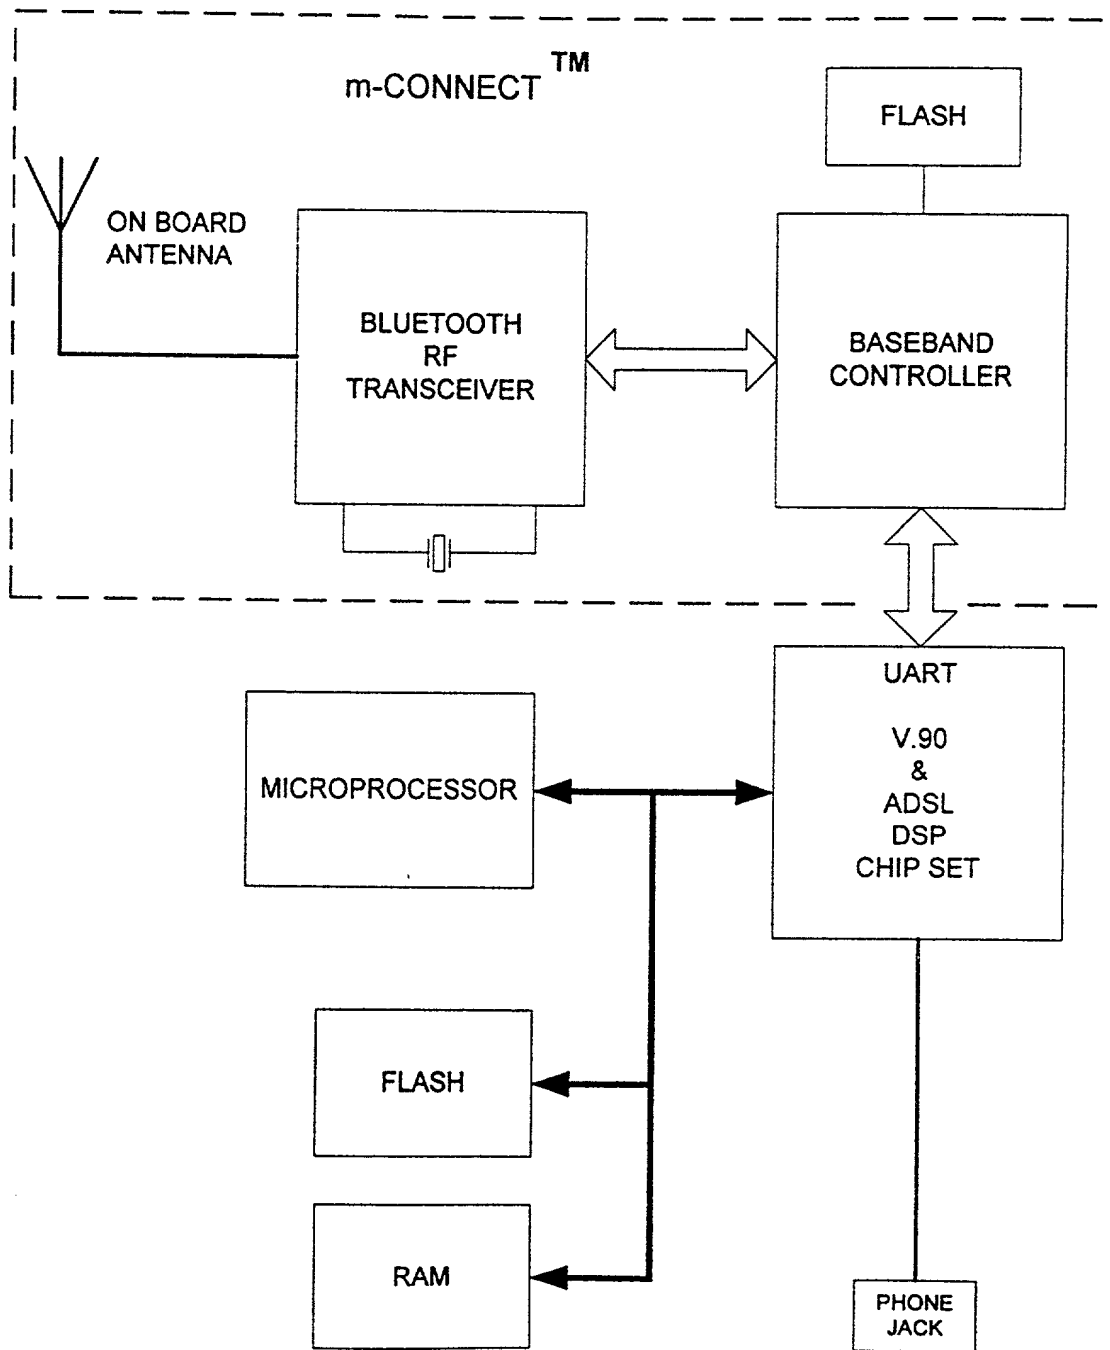 m-CONNECT TM
FLASH
ON BOARD
ANTENNA
BLUETOOTH
RF
TRANSCEIVER
BASEBAND
CONTROLLER
UART
V.90
&
ADSL
DSP
CHIP SET
MICROPROCESSOR
FLASH
RAM
PHONE
JACK